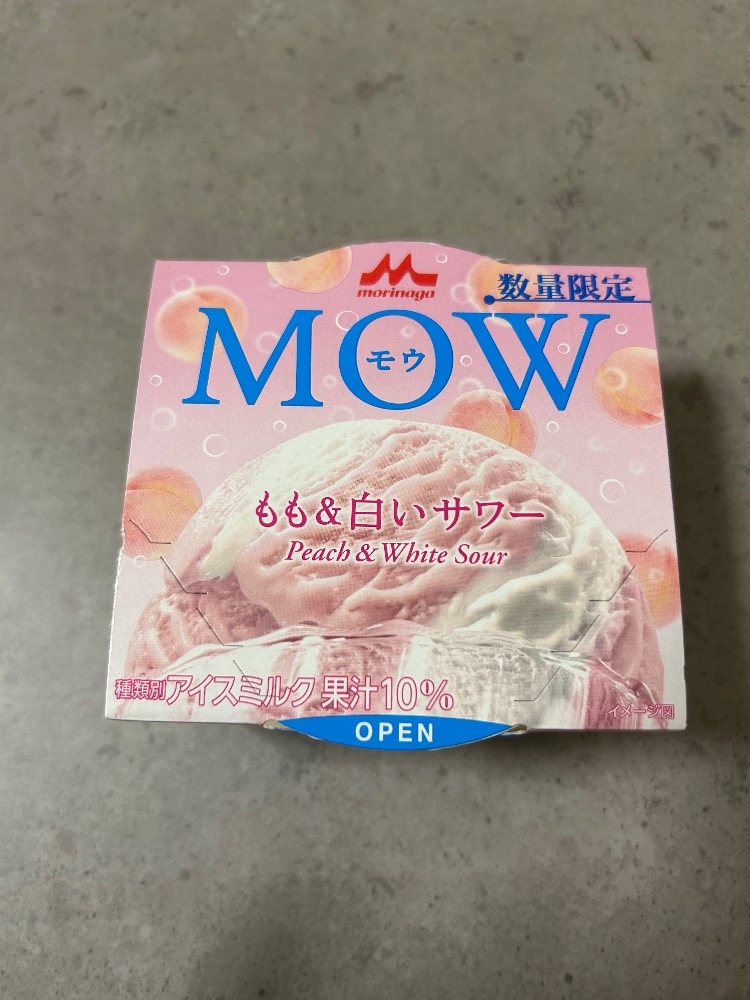 morinaga
数量限定
MOW
モウ
もも&白いサワー
Peach & White Sour
種類別アイスミルク 果汁10%
イメージ図
OPEN